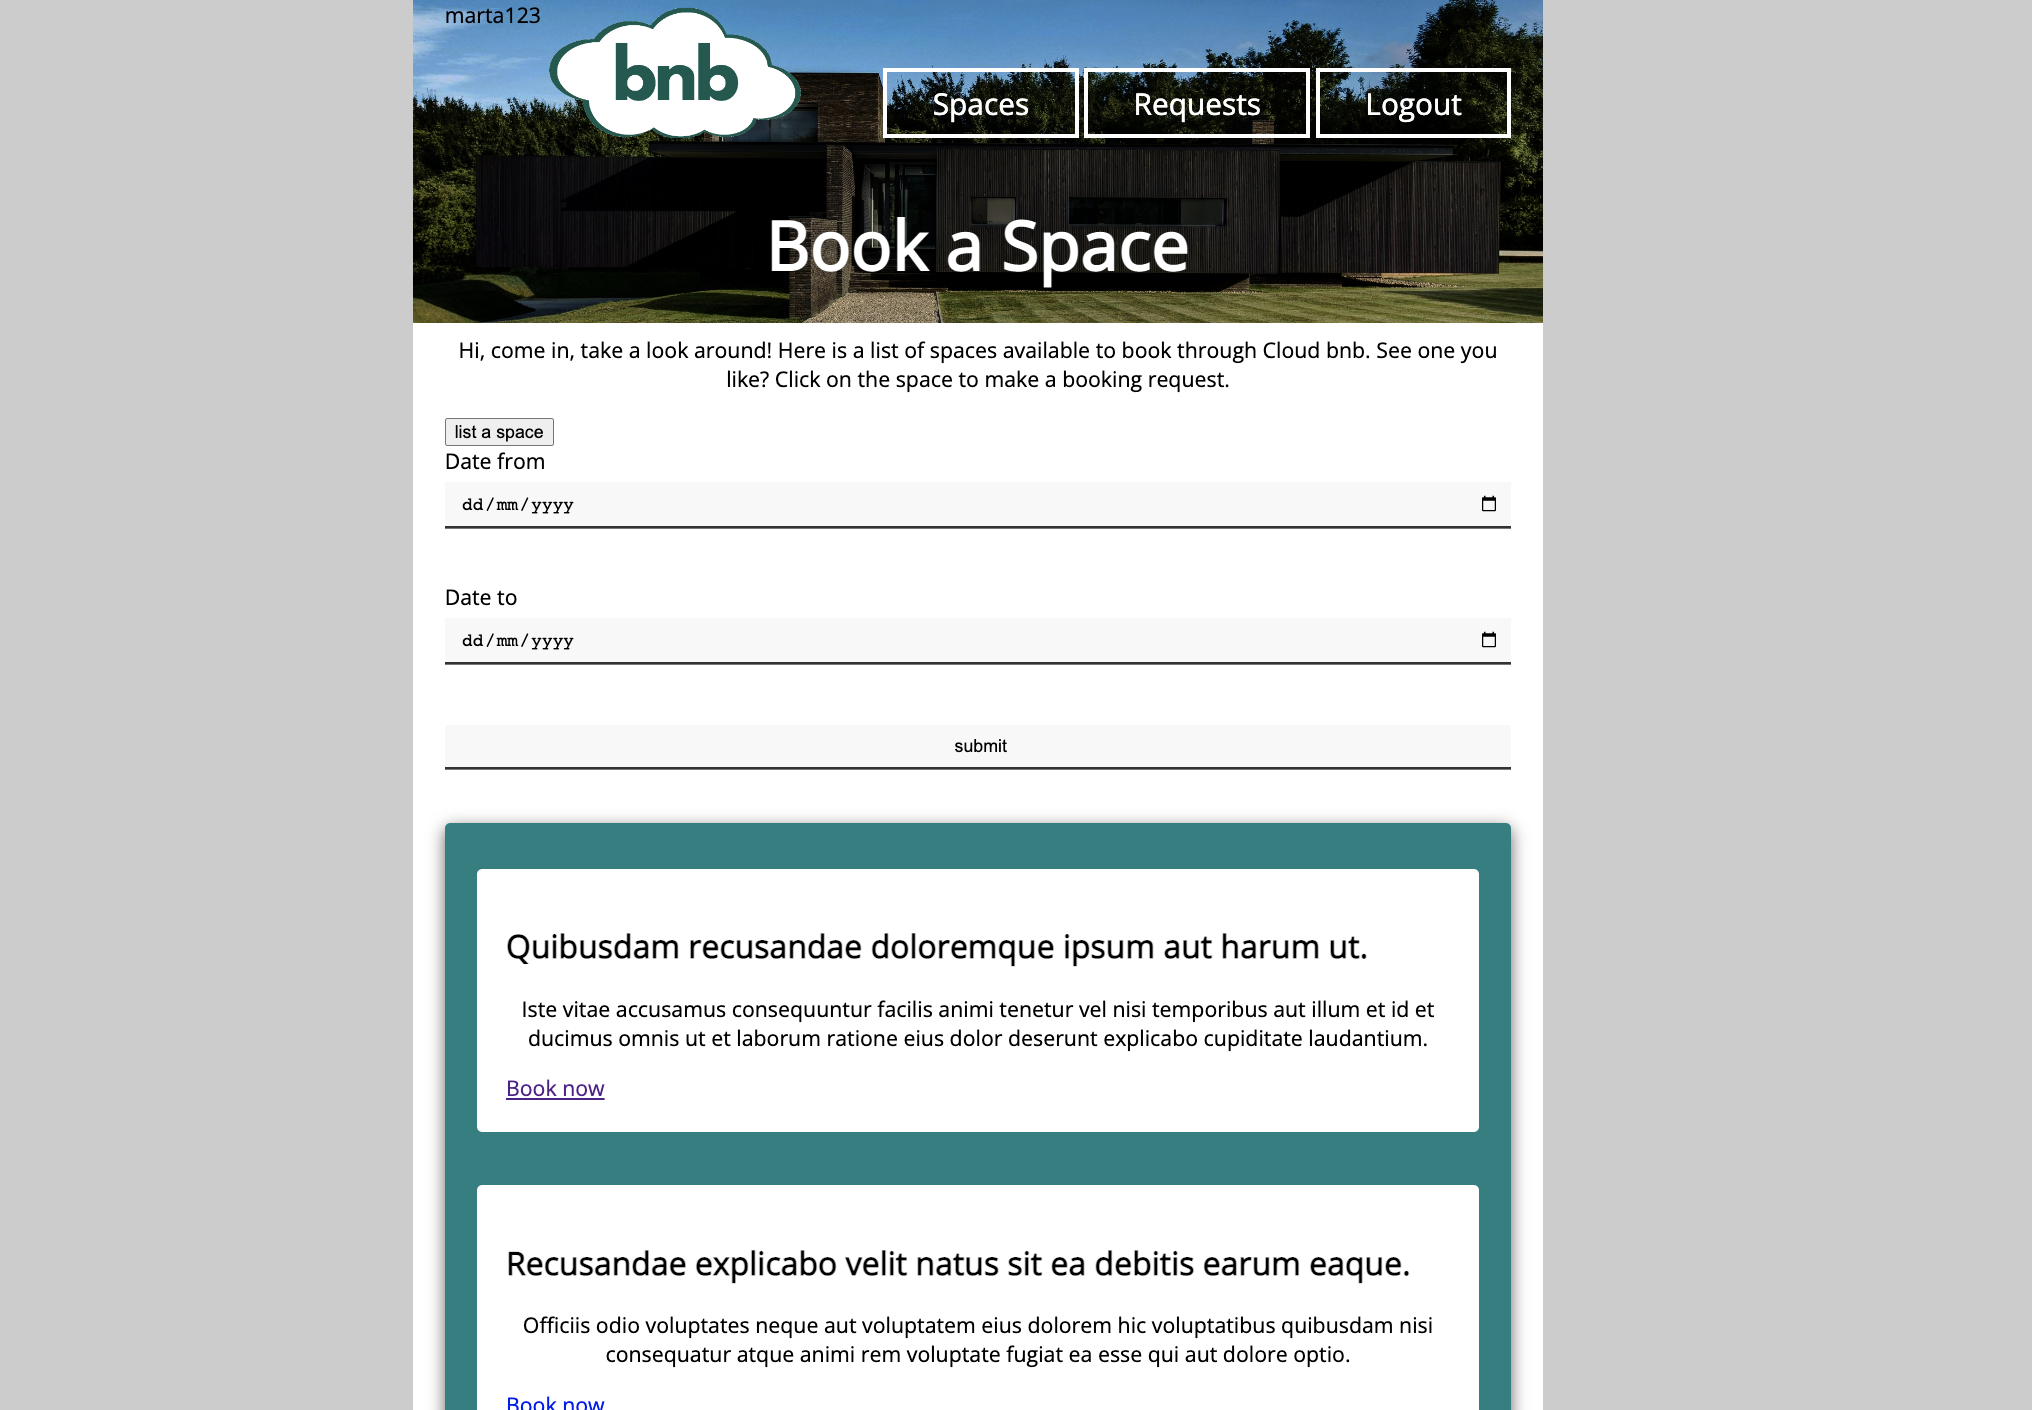 marta123
bnb
Spaces
Requests
Logout
Book a Space
Hi, come in, take a look around! Here is a list of spaces available to book through Cloud bnb. See one you
like? Click on the space to make a booking request.
list a space
Date from
dd/mm/yyyy
Date to
dd/mm/yyyy
submit
Quibusdam recusandae doloremque ipsum aut harum ut.
Iste vitae accusamus consequuntur facilis animi tenetur vel nisi temporibus aut illum et id et
ducimus omnis ut et laborum ratione eius dolor deserunt explicabo cupiditate laudantium.
Book now
Recusandae explicabo velit natus sit ea debitis earum eaque.
Officiis odio voluptates neque aut voluptatem eius dolorem hic voluptatibus quibusdam nisi
consequatur atque animi rem voluptate fugiat ea esse qui aut dolore optio.
Book now